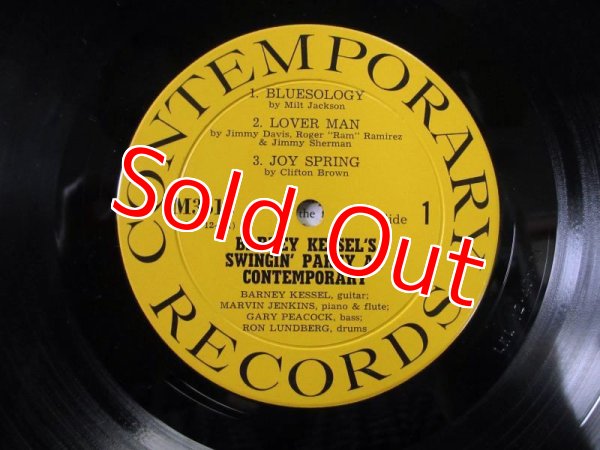 CONTEMPORARY RECORDS
1. BLUESOLOGY
by Milt Jackson
2. LOVER MAN
by Jimmy Davis, Roger "Ram" Ramirez
& Jimmy Sherman
3. JOY SPRING
by Clifton Brown
the
Side 1
Sold Out
BARNEY KESSEL'S
SWINGIN' PARTY AT
CONTEMPORARY
BARNEY KESSEL, guitar;
MARVIN JENKINS, piano & flute;
GARY PEACOCK, bass;
RON LUNDBERG, drums